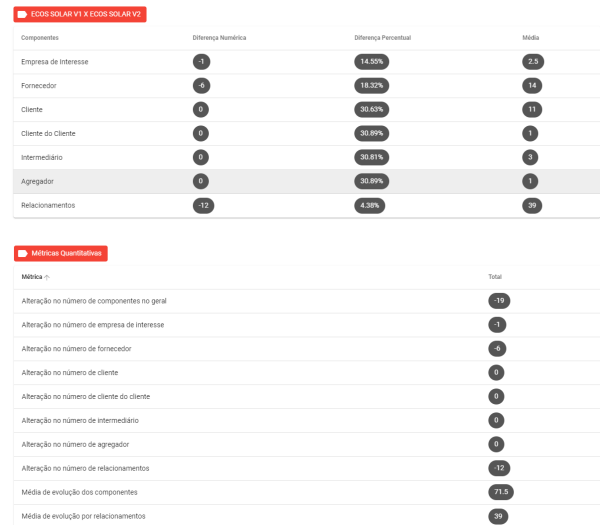 ECOS SOLAR V1 X ECOS SOLAR V2
Componentes Diferença Numérica Diferença Percentual Média
Empresa de Interesse -1 14.55% 2.5
Fornecedor -6 18.32% 14
Cliente 0 30.63% 11
Cliente do Cliente 0 30.89% 1
Intermediário 0 30.81% 3
Agregador 0 30.89% 1
Relacionamentos -12 4.38% 39
Métricas Quantitativas
Métrica ↑ Total
Alteração no número de componentes no geral -19
Alteração no número de empresa de interesse -1
Alteração no número de fornecedor -6
Alteração no número de cliente 0
Alteração no número de cliente do cliente 0
Alteração no número de intermediário 0
Alteração no número de agregador 0
Alteração no número de relacionamentos -12
Média de evolução dos componentes 71.5
Média de evolução por relacionamentos 39